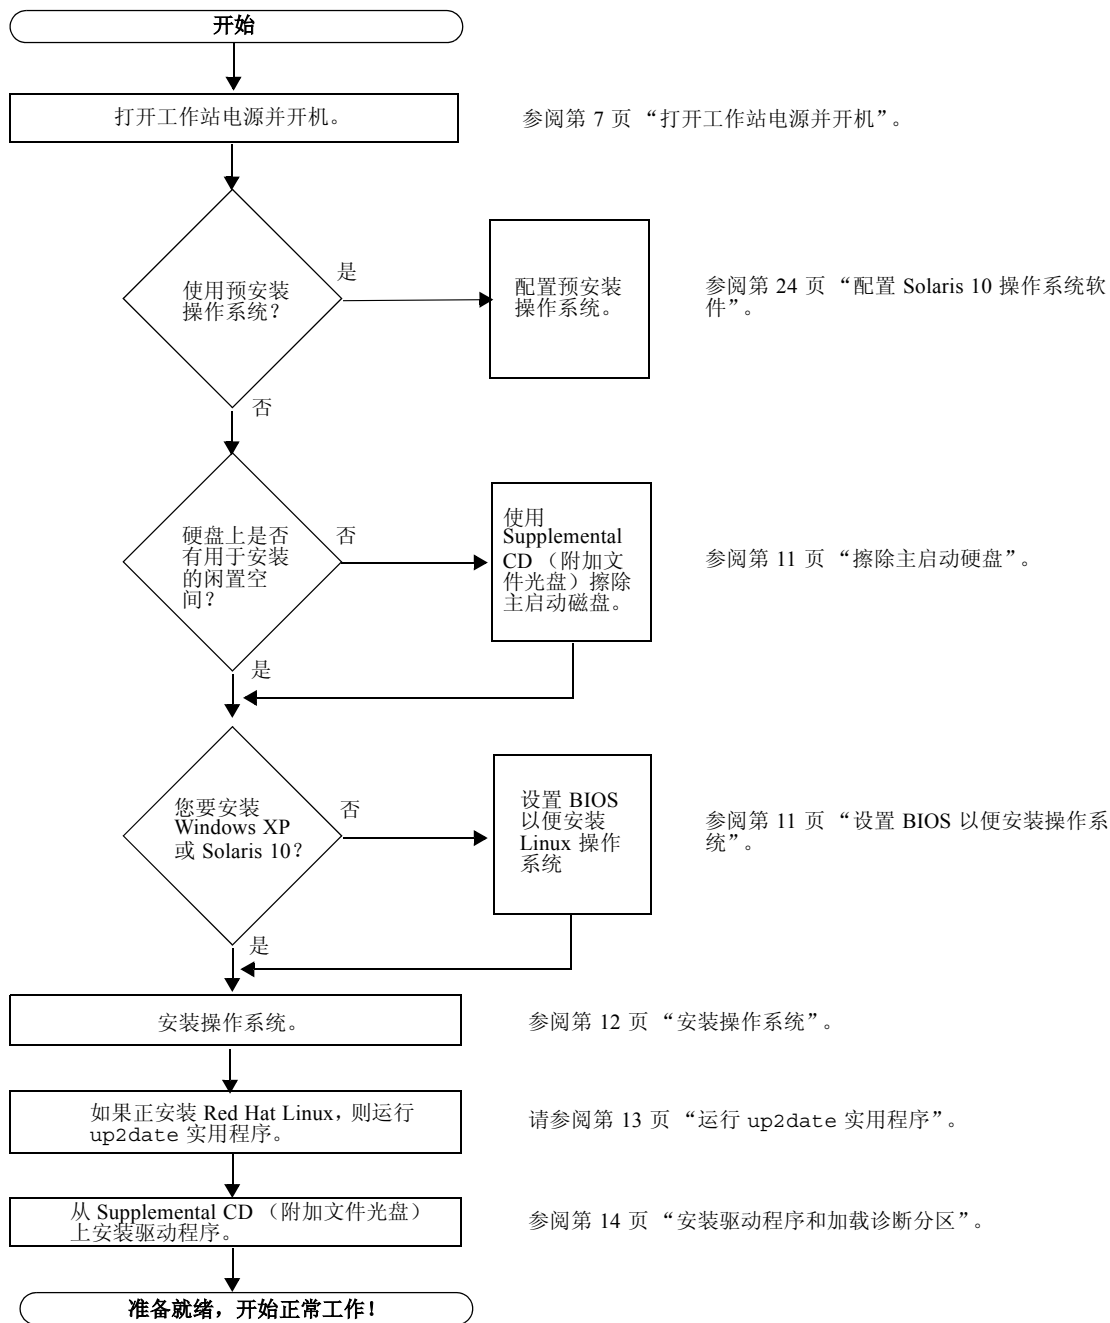 开始
打开工作站电源并开机。
参阅第 7 页 “打开工作站电源并开机”。
使用预安装
操作系统？
是
配置预安装
操作系统。
参阅第 24 页 “配置 Solaris 10 操作系统软
件”。
否
硬盘上是否
有用于安装
的闲置空
间？
否
使用
Supplemental
CD （附加文
件光盘）擦除
主启动磁盘。
参阅第 11 页 “擦除主启动硬盘”。
是
您要安装
Windows XP
或 Solaris 10？
否
设置 BIOS
以便安装
Linux 操作
系统
参阅第 11 页 “设置 BIOS 以便安装操作系
统”。
是
安装操作系统。
参阅第 12 页 “安装操作系统”。
如果正安装 Red Hat Linux，则运行
up2date 实用程序。
请参阅第 13 页 “运行 up2date 实用程序”。
从 Supplemental CD （附加文件光盘）
上安装驱动程序。
参阅第 14 页 “安装驱动程序和加载诊断分区”。
准备就绪，开始正常工作！